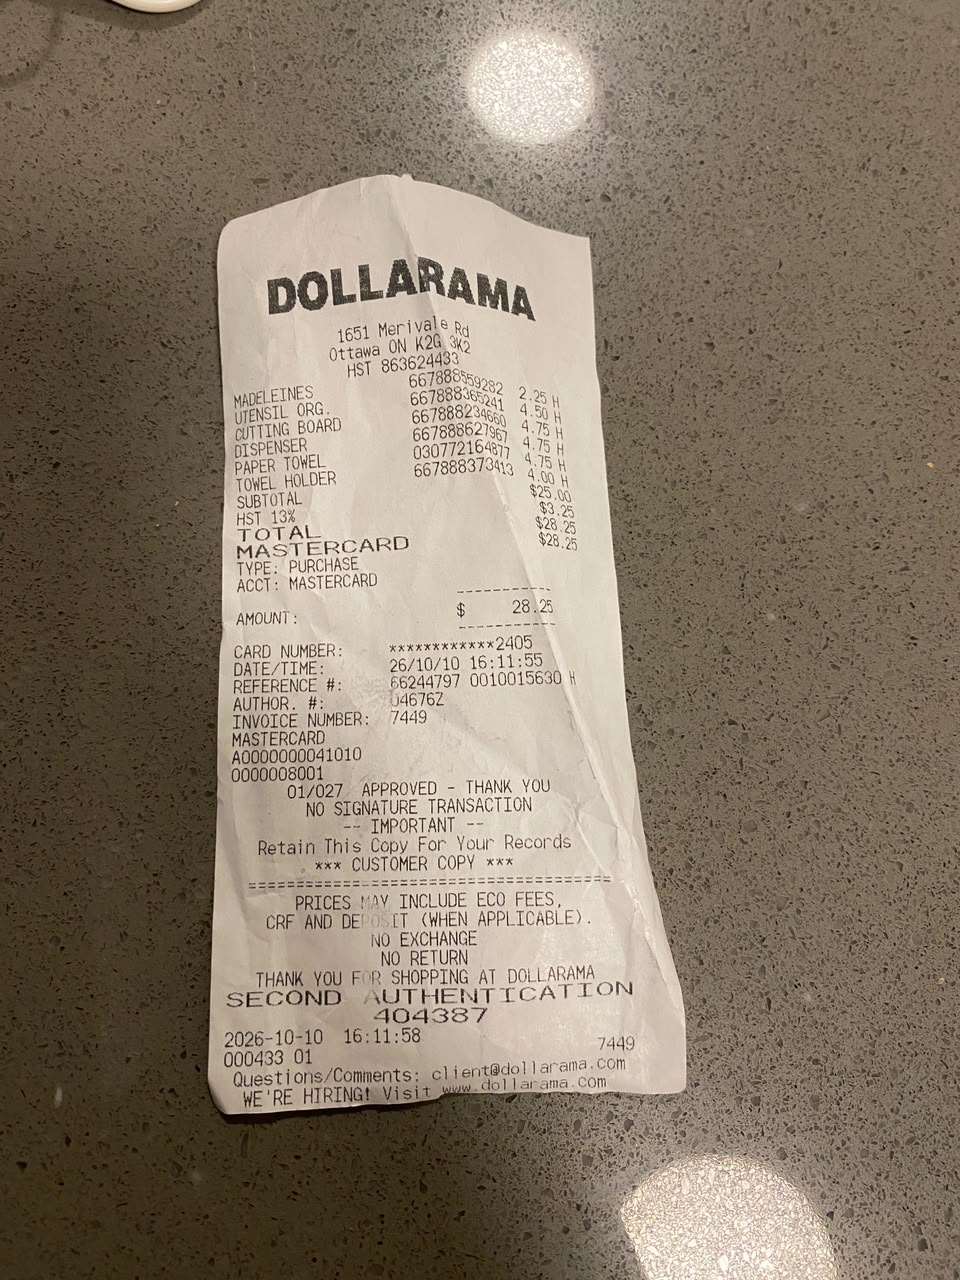 DOLLARAMA
1651 Merivale Rd
Ottawa ON K2G 3K2
HST 863624433
MADELEINES 667888559282 2.25 H
UTENSIL ORG. 667888365241 4.50 H
CUTTING BOARD 667888234660 4.75 H
DISPENSER 667888627967 4.75 H
PAPER TOWEL 030772164877 4.75 H
TOWEL HOLDER 667888373413 4.00 H
SUBTOTAL $25.00
HST 13% $3.25
TOTAL $28.25
MASTERCARD $28.25
TYPE: PURCHASE
ACCT: MASTERCARD
AMOUNT: $ 28.25
CARD NUMBER: ************2405
DATE/TIME: 26/10/10 16:11:55
REFERENCE #: 66244797 0010015630 H
AUTHOR. #: 04676Z
INVOICE NUMBER: 7449
MASTERCARD
A0000000041010
0000008001
01/027 APPROVED - THANK YOU
NO SIGNATURE TRANSACTION
-- IMPORTANT --
Retain This Copy For Your Records
*** CUSTOMER COPY ***
PRICES MAY INCLUDE ECO FEES,
CRF AND DEPOSIT (WHEN APPLICABLE).
NO EXCHANGE
NO RETURN
THANK YOU FOR SHOPPING AT DOLLARAMA
SECOND AUTHENTICATION
404387
2026-10-10 16:11:58 7449
000433 01
Questions/Comments: client@dollarama.com
WE'RE HIRING! Visit www.dollarama.com